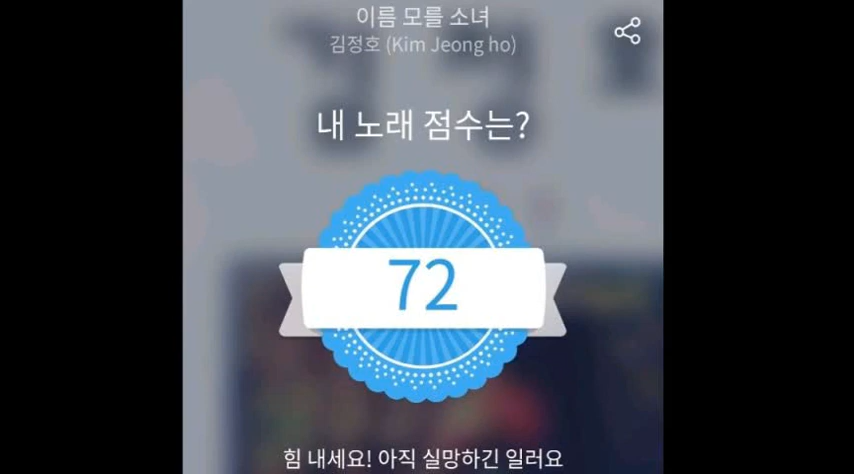 이름 모를 소녀
김정호 (Kim Jeong ho)
내 노래 점수는?
72
힘 내세요! 아직 실망하긴 일러요